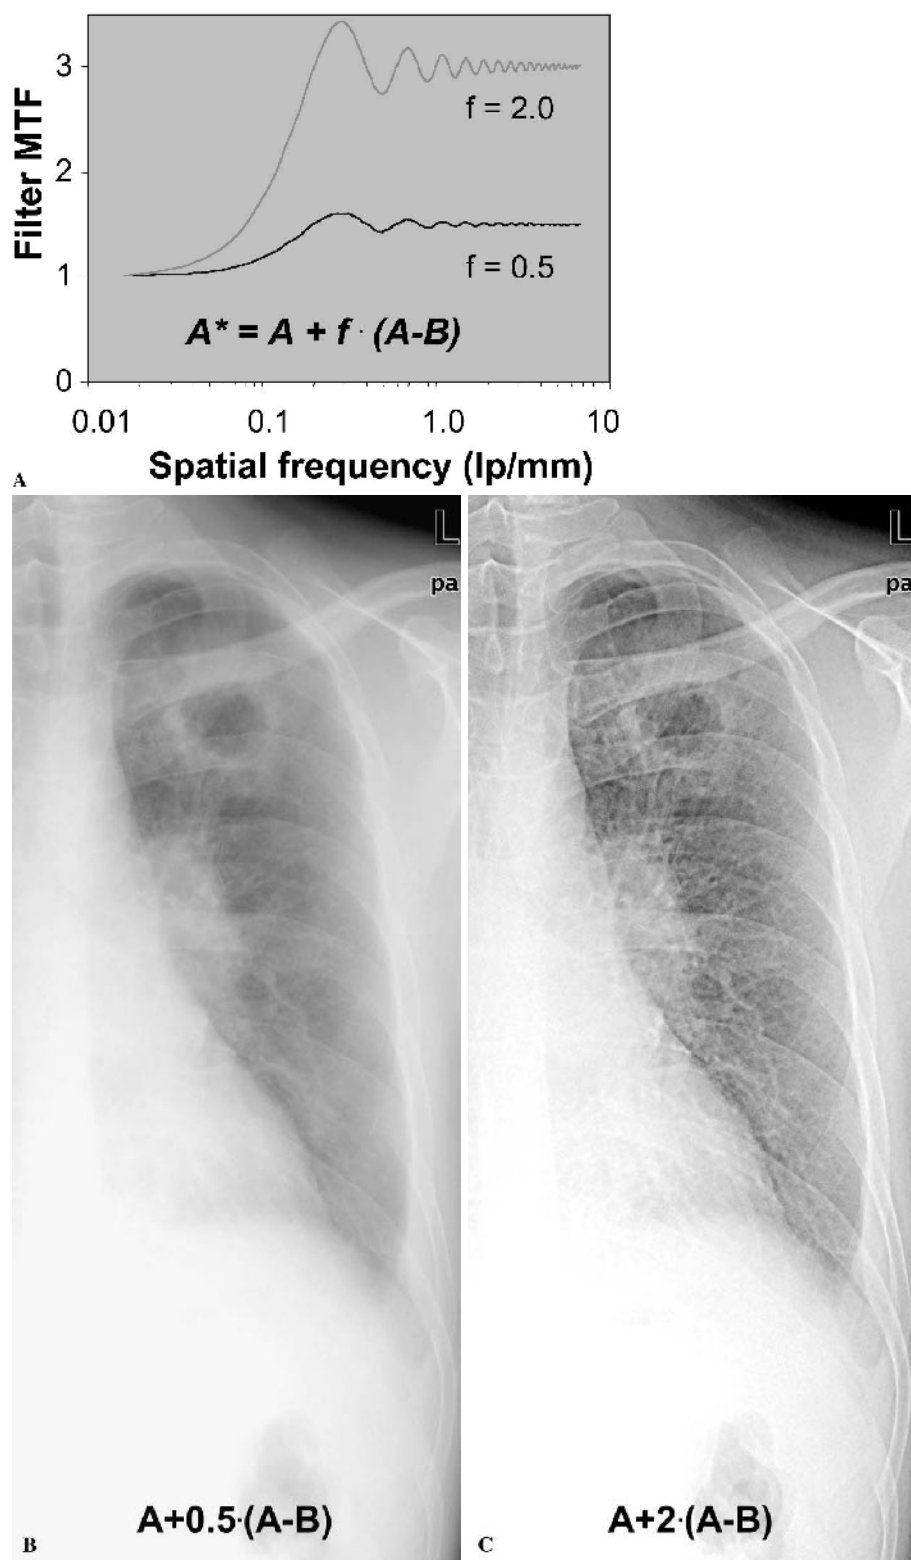 3
2
1
0
Filter MTF
f = 2.0
f = 0.5
A* = A + f · (A-B)
0.01 0.1 1.0 10
Spatial frequency (lp/mm)
A
L
pa
L
pa
A+0.5·(A-B)
B
A+2·(A-B)
C